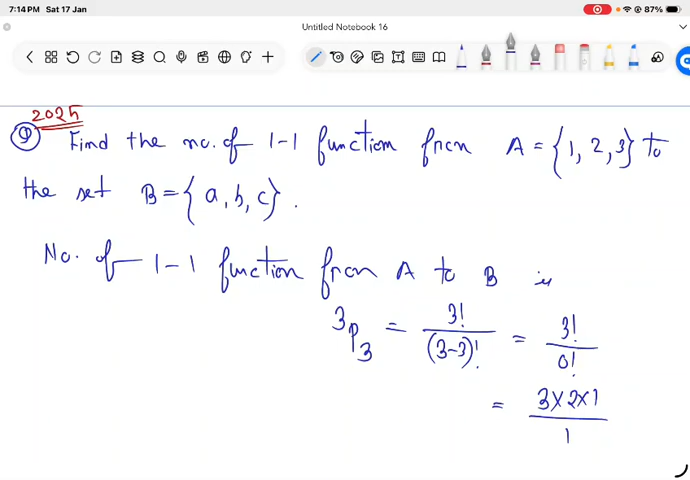 7:14 PM Sat 17 Jan
87%
Untitled Notebook 16
2025
Q Find the no. of 1-1 function from A = {1, 2, 3} to
the set B = {a, b, c}.
No. of 1-1 function from A to B is
³P₃ = 3!/(3-3)! = 3!/0!
= 3×2×1/1